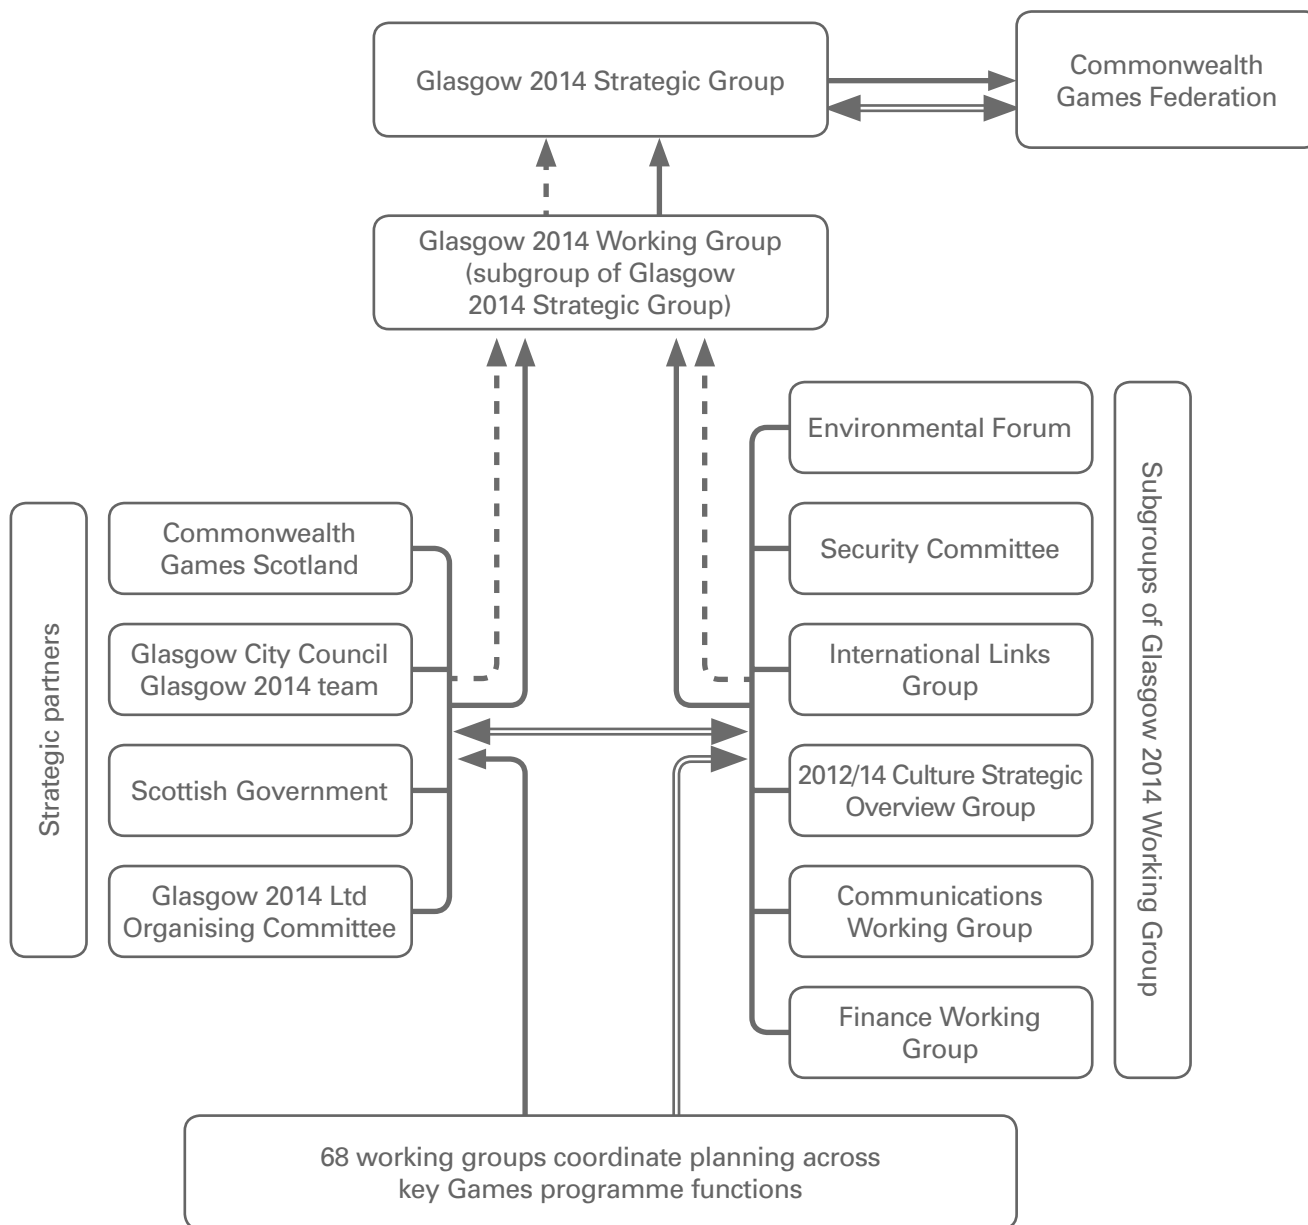 Glasgow 2014 Strategic Group
Commonwealth
Games Federation
Glasgow 2014 Working Group
(subgroup of Glasgow
2014 Strategic Group)
Strategic partners
Commonwealth
Games Scotland
Glasgow City Council
Glasgow 2014 team
Scottish Government
Glasgow 2014 Ltd
Organising Committee
Environmental Forum
Security Committee
International Links
Group
2012/14 Culture Strategic
Overview Group
Communications
Working Group
Finance Working
Group
Subgroups of Glasgow 2014 Working Group
68 working groups coordinate planning across
key Games programme functions